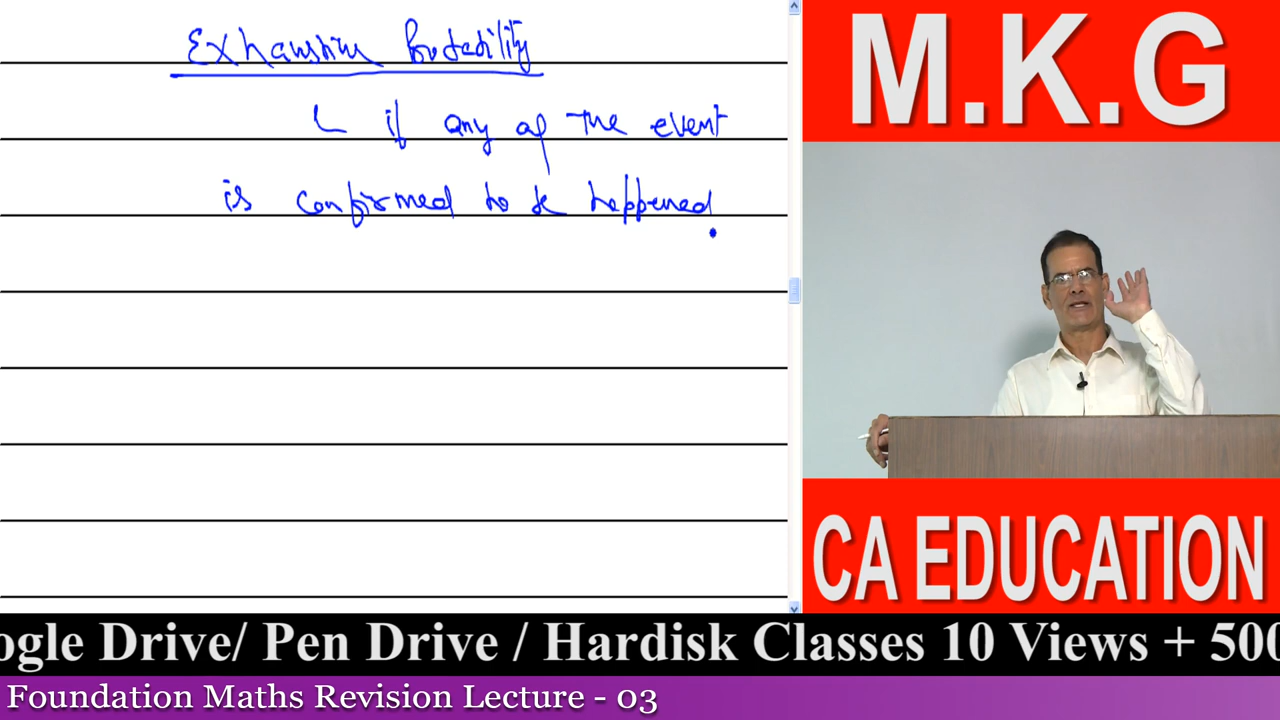 Exhaustive Probability
if any of the event
is confirmed to be happened
M.K.G
CA EDUCATION
ogle Drive/ Pen Drive / Hardisk Classes 10 Views + 500
Foundation Maths Revision Lecture - 03